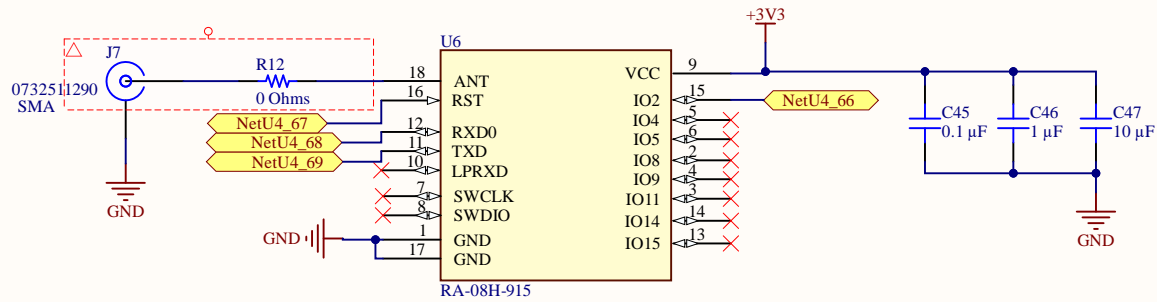 +3V3
U6
J7
R12
0732511290
SMA
0 Ohms
18
ANT
16
RST
NetU4_67
12
RXD0
NetU4_68
11
TXD
NetU4_69
10
LPRXD
7
SWCLK
8
SWDIO
1
GND
17
GND
GND
GND
VCC
9
IO2
15
NetU4_66
IO4
5
IO5
6
IO8
2
IO9
4
IO11
3
IO14
14
IO15
13
RA-08H-915
C45
0.1 µF
C46
1 µF
C47
10 µF
GND